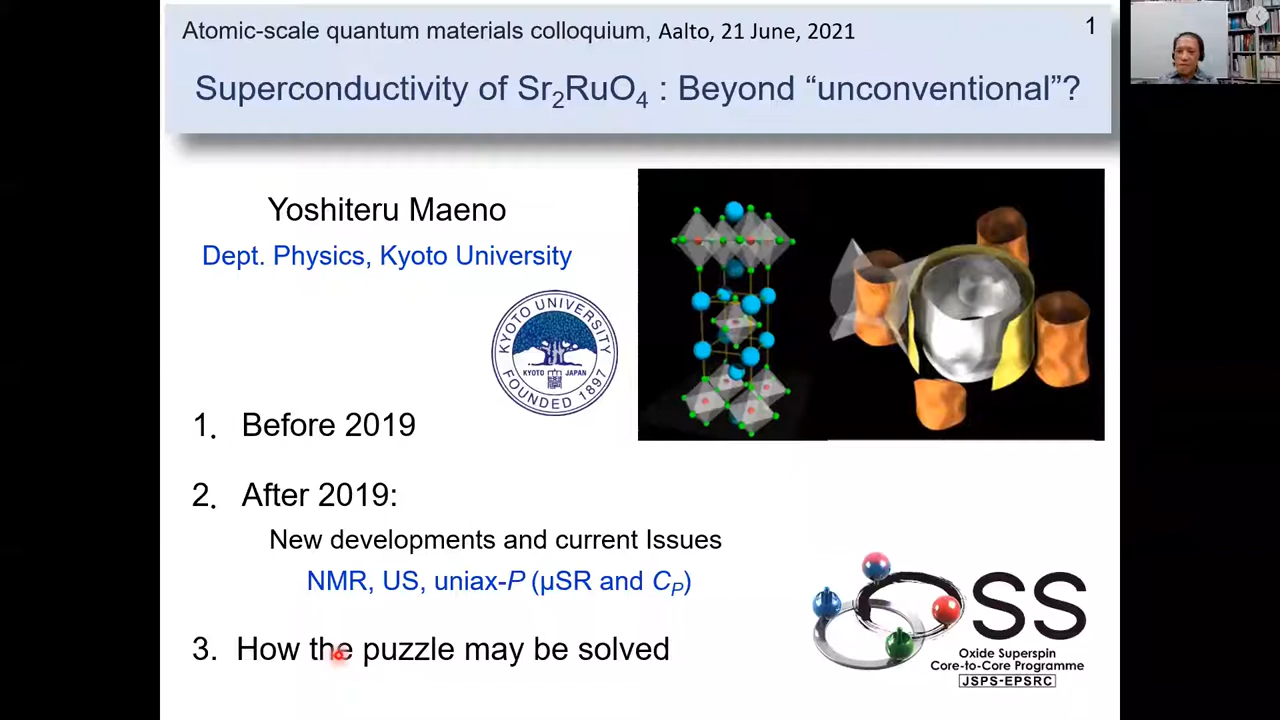 Atomic-scale quantum materials colloquium, Aalto, 21 June, 2021
1
Superconductivity of Sr₂RuO₄ : Beyond “unconventional”?
Yoshiteru Maeno
Dept. Physics, Kyoto University
KYOTO UNIVERSITY
KYOTO JAPAN
FOUNDED 1897
1. Before 2019
2. After 2019:
New developments and current Issues
NMR, US, uniax-P (μSR and Cₚ)
3. How the puzzle may be solved
OSS
Oxide Superspin
Core-to-Core Programme
JSPS-EPSRC